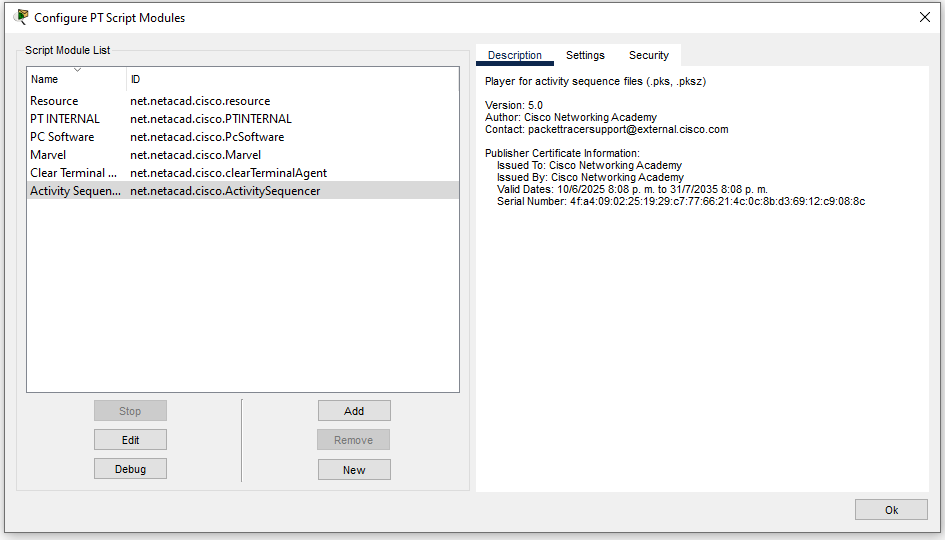 Configure PT Script Modules
Script Module List
Name ID
Resource net.netacad.cisco.resource
PT INTERNAL net.netacad.cisco.PTINTERNAL
PC Software net.netacad.cisco.PcSoftware
Marvel net.netacad.cisco.Marvel
Clear Terminal ... net.netacad.cisco.clearTerminalAgent
Activity Sequen... net.netacad.cisco.ActivitySequencer
Stop
Edit
Debug
Add
Remove
New
Description Settings Security
Player for activity sequence files (.pks, .pksz)
Version: 5.0
Author: Cisco Networking Academy
Contact: packettracersupport@external.cisco.com
Publisher Certificate Information:
Issued To: Cisco Networking Academy
Issued By: Cisco Networking Academy
Valid Dates: 10/6/2025 8:08 p. m. to 31/7/2035 8:08 p. m.
Serial Number: 4f:a4:09:02:25:19:29:c7:77:66:21:4c:0c:8b:d3:69:12:c9:08:8c
Ok